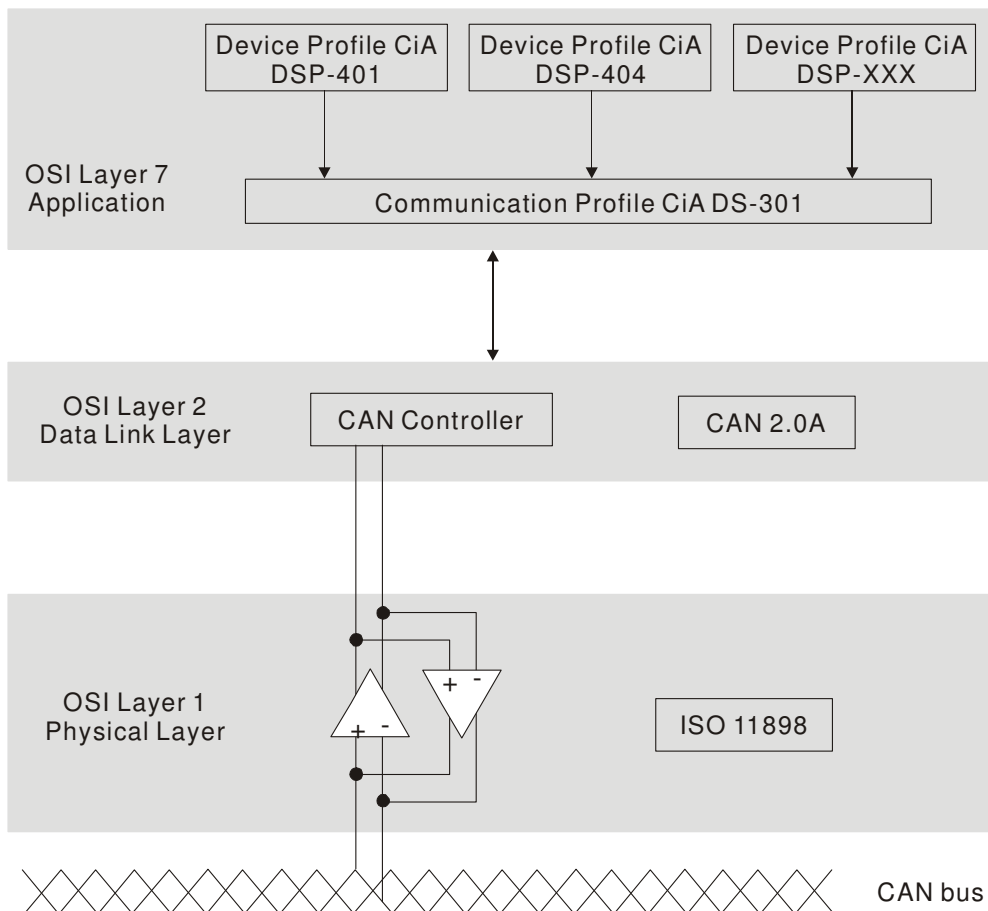 Device Profile CiA
DSP-401
Device Profile CiA
DSP-404
Device Profile CiA
DSP-XXX
OSI Layer 7
Application
Communication Profile CiA DS-301
OSI Layer 2
Data Link Layer
CAN Controller
CAN 2.0A
OSI Layer 1
Physical Layer
+ -
+ -
ISO 11898
CAN bus